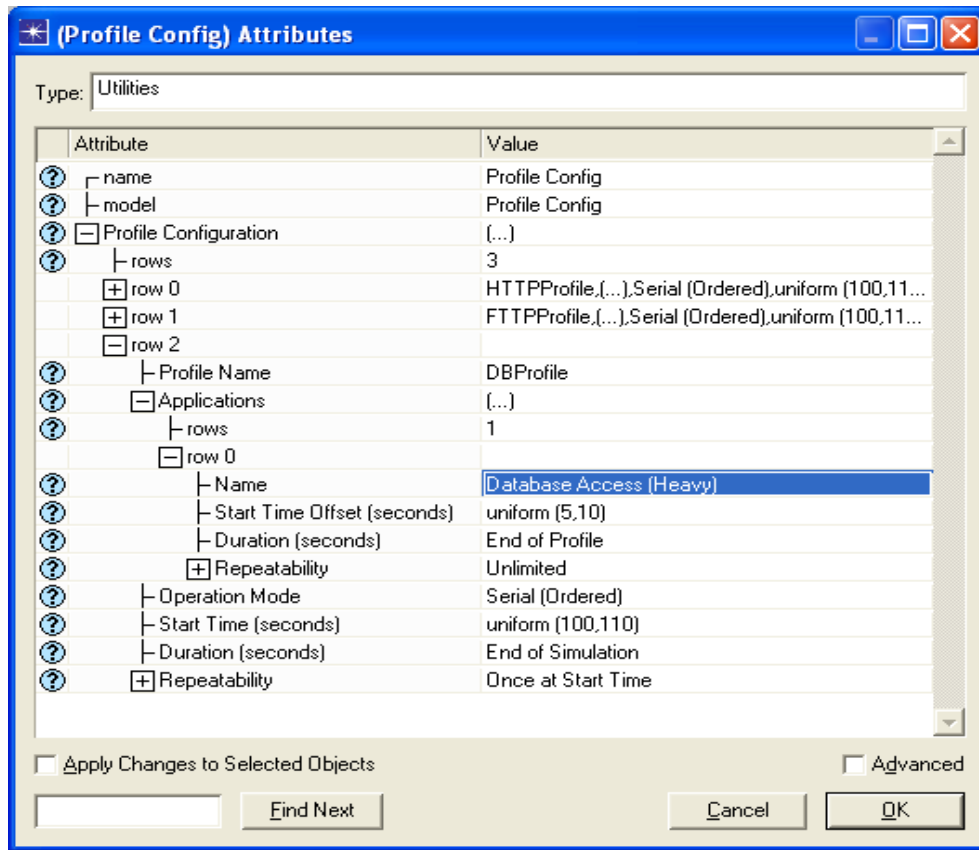 (Profile Config) Attributes
Type: Utilities
Attribute Value
name Profile Config
model Profile Config
Profile Configuration (...)
rows 3
row 0 HTTPProfile,(...),Serial (Ordered),uniform (100,11...
row 1 FTTPProfile,(...),Serial (Ordered),uniform (100,11...
row 2
Profile Name DBProfile
Applications (...)
rows 1
row 0
Name Database Access (Heavy)
Start Time Offset (seconds) uniform (5,10)
Duration (seconds) End of Profile
Repeatability Unlimited
Operation Mode Serial (Ordered)
Start Time (seconds) uniform (100,110)
Duration (seconds) End of Simulation
Repeatability Once at Start Time
Apply Changes to Selected Objects Advanced
Find Next Cancel OK